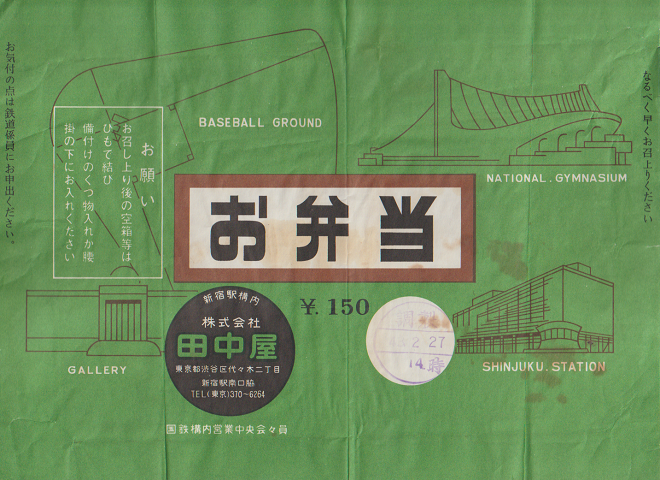 お気付の点は鉄道係員にお申出ください。
なるべく早くお召上りください
お願い
お召し上り後の空箱等は
ひもで結び
備付けのくつ物入れか腰
掛の下にお入れください
BASEBALL GROUND
NATIONAL. GYMNASIUM
お弁当
¥. 150
GALLERY
SHINJUKU. STATION
新宿駅構内
株式会社
田中屋
東京都渋谷区代々木二丁目
新宿駅南口脇
TEL(東京)370〜6264
2 27
14時
国鉄構内営業中央会々員